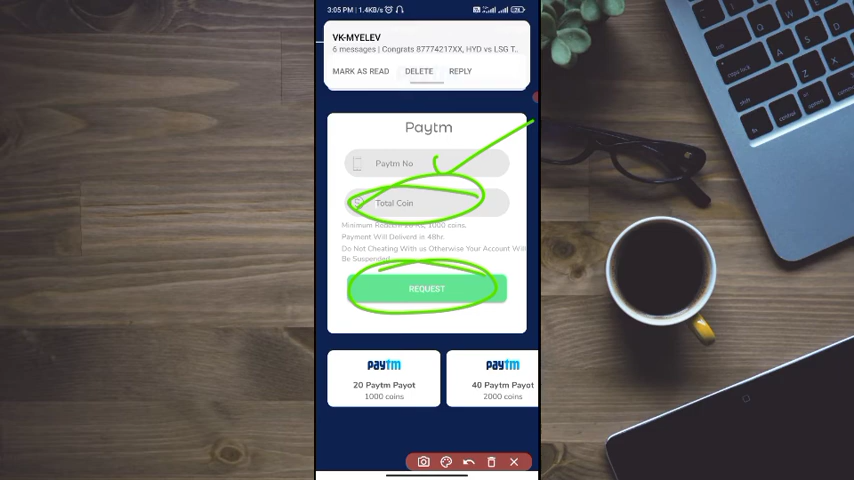 3:05 PM | 1.4KB/s
VK-MYELEV
6 messages | Congrats 87774217XX, HYD vs LSG T..
MARK AS READ DELETE REPLY
Paytm
Paytm No
Total Coin
Minimum Redeem 1000 coins.
Payment Will Deliverd in 48hr.
Do Not Cheating With us Otherwise Your Account Will
Be Suspended
REQUEST
paytm
20 Paytm Payot
1000 coins
paytm
40 Paytm Payot
2000 coins